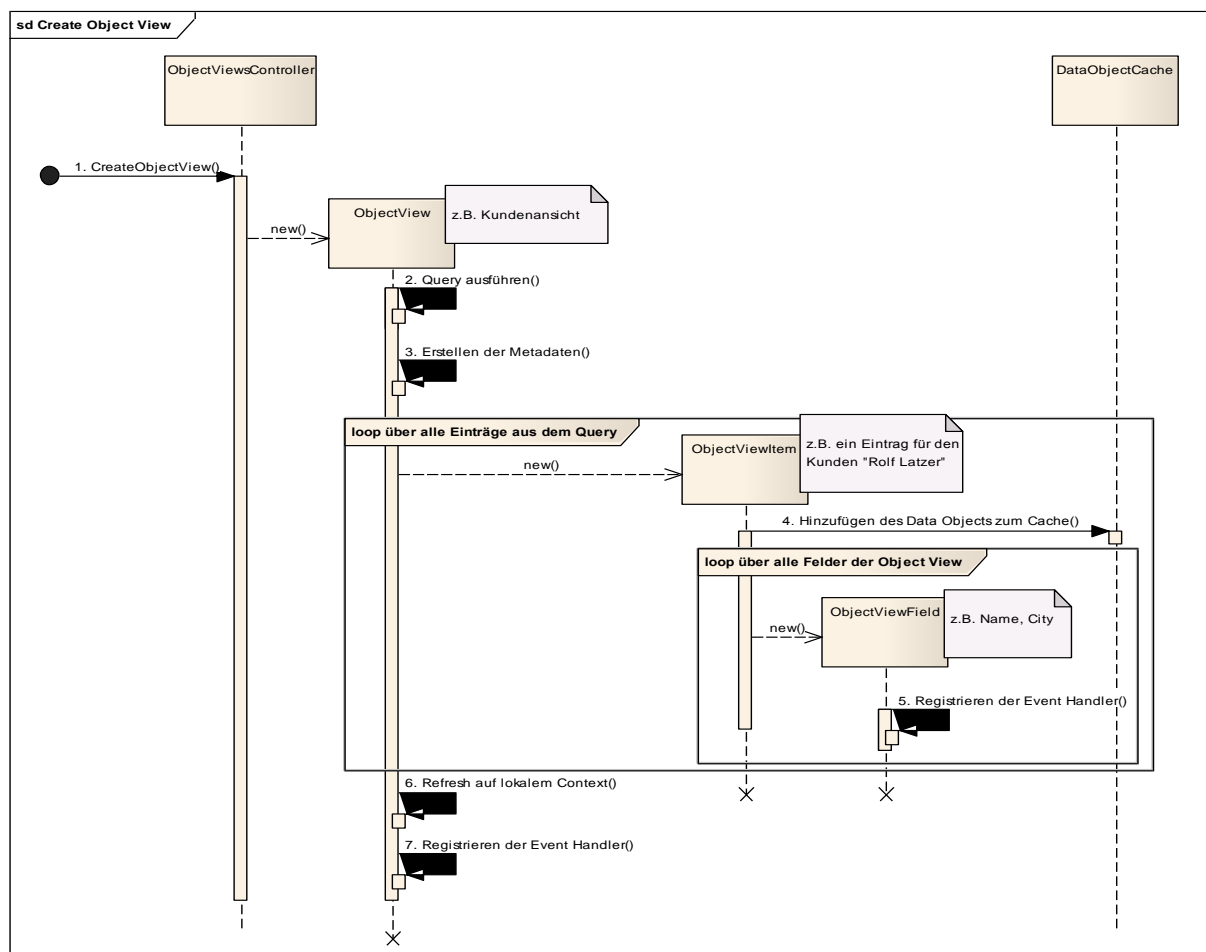 sd Create Object View
ObjectViewsController
DataObjectCache
1. CreateObjectView()
new()
ObjectView
z.B. Kundenansicht
2. Query ausführen()
3. Erstellen der Metadaten()
loop über alle Einträge aus dem Query
new()
ObjectViewItem
z.B. ein Eintrag für den
Kunden "Rolf Latzer"
4. Hinzufügen des Data Objects zum Cache()
loop über alle Felder der Object View
new()
ObjectViewField
z.B. Name, City
5. Registrieren der Event Handler()
6. Refresh auf lokalem Context()
7. Registrieren der Event Handler()